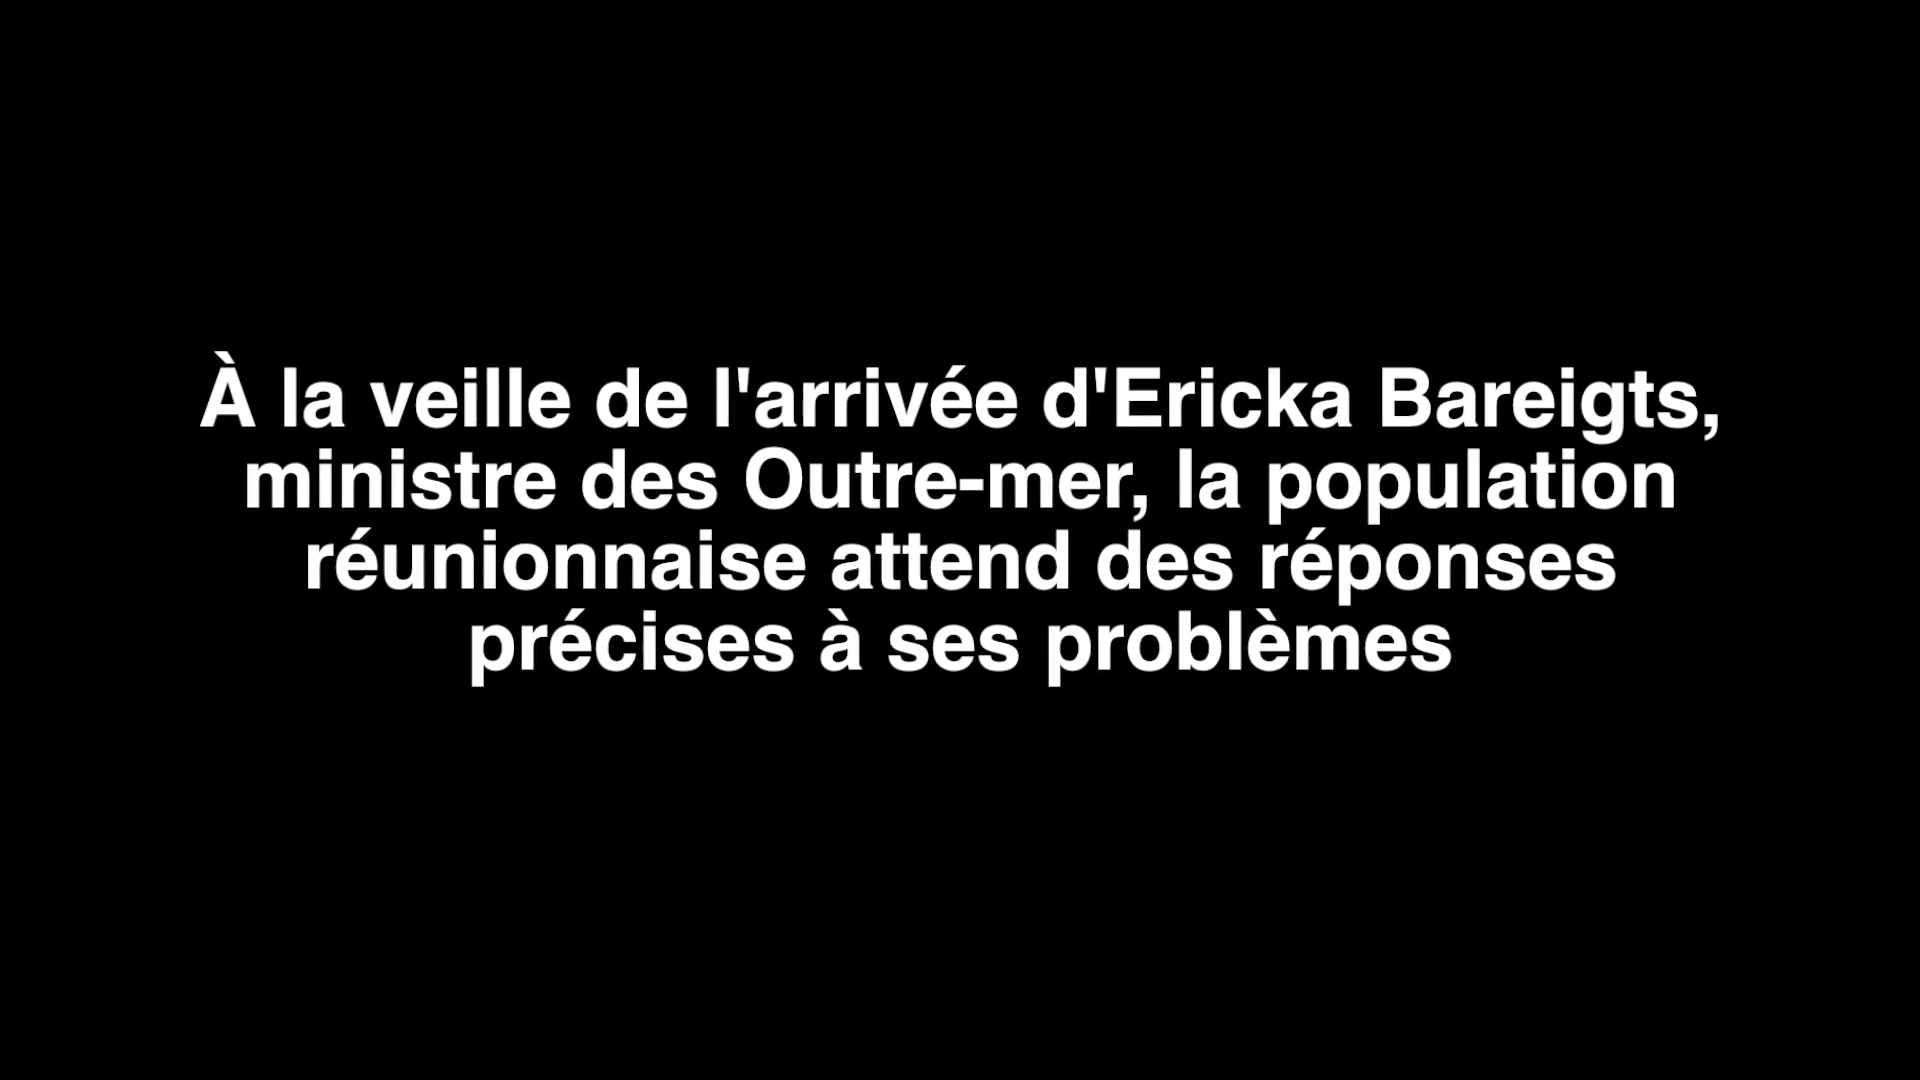 À la veille de l'arrivée d'Ericka Bareigts,
ministre des Outre-mer, la population
réunionnaise attend des réponses
précises à ses problèmes